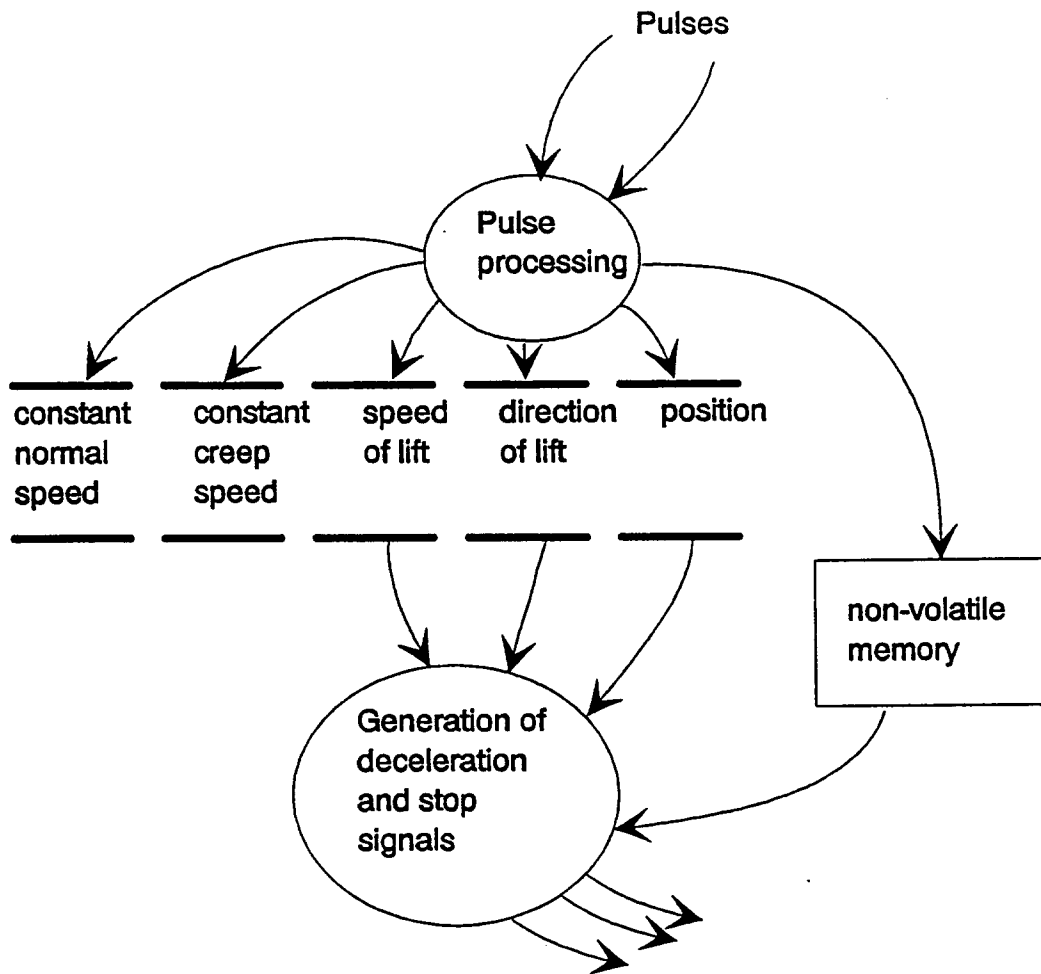 Pulses
Pulse
processing
constant
normal
speed
constant
creep
speed
speed
of lift
direction
of lift
position
non-volatile
memory
Generation of
deceleration
and stop
signals